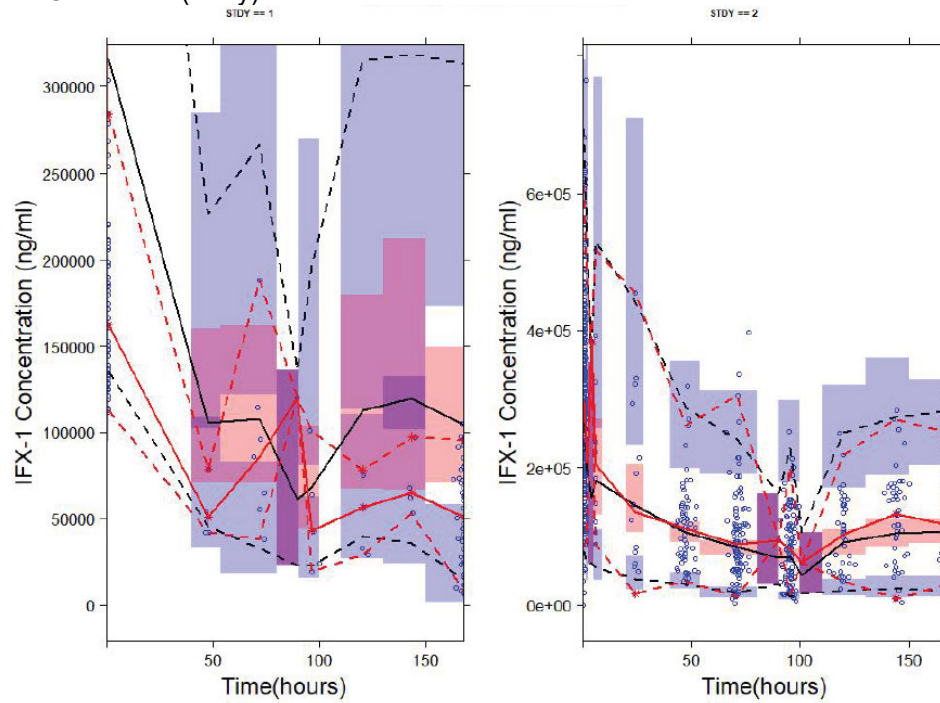 STDY == 1
300000
250000
200000
150000
100000
50000
0
IFX-1 Concentration (ng/ml)
50
100
150
Time(hours)
STDY == 2
6e+05
4e+05
2e+05
0e+00
IFX-1 Concentration (ng/ml)
50
100
150
Time(hours)